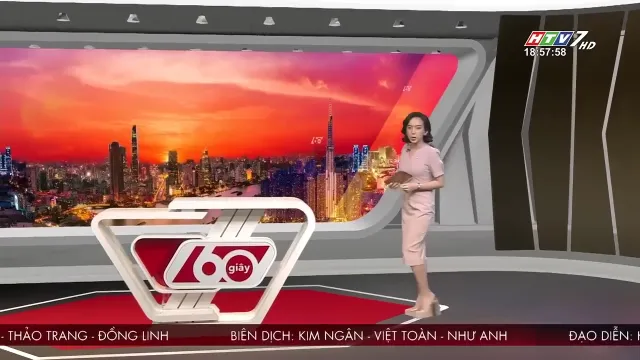 HTV7 HD
18:57:58
60 giây
- THẢO TRANG - ĐỒNG LINH BIÊN DỊCH: KIM NGÂN - VIỆT TOÀN - NHƯ ANH ĐẠO DIỄN: